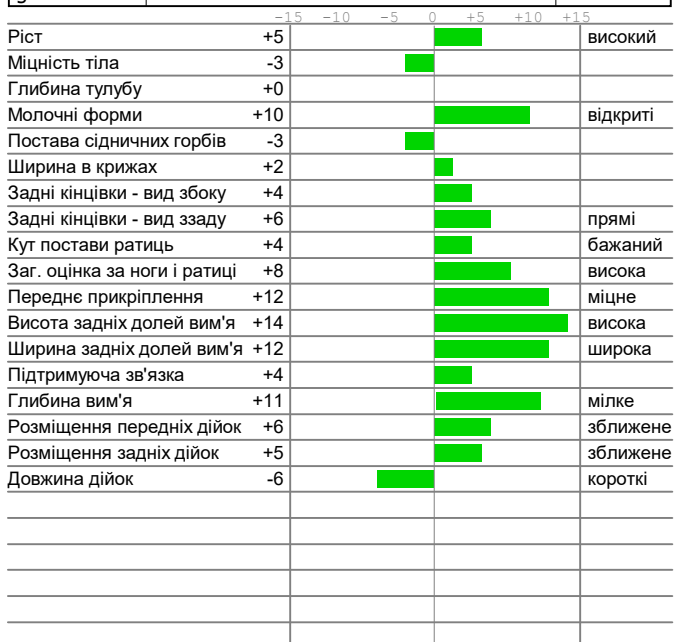 -15 -10 -5 0 +5 +10 +15
Ріст +5 високий
Міцність тіла -3
Глибина тулубу +0
Молочні форми +10 відкриті
Постава сідничних горбів -3
Ширина в крижах +2
Задні кінцівки - вид збоку +4
Задні кінцівки - вид ззаду +6 прямі
Кут постави ратиць +4 бажаний
Заг. оцінка за ноги і ратиці +8 висока
Переднє прикріплення +12 міцне
Висота задніх долей вим'я +14 висока
Ширина задніх долей вим'я +12 широка
Підтримуюча зв'язка +4
Глибина вим'я +11 мілке
Розміщення передніх дійок +6 зближене
Розміщення задніх дійок +5 зближене
Довжина дійок -6 короткі